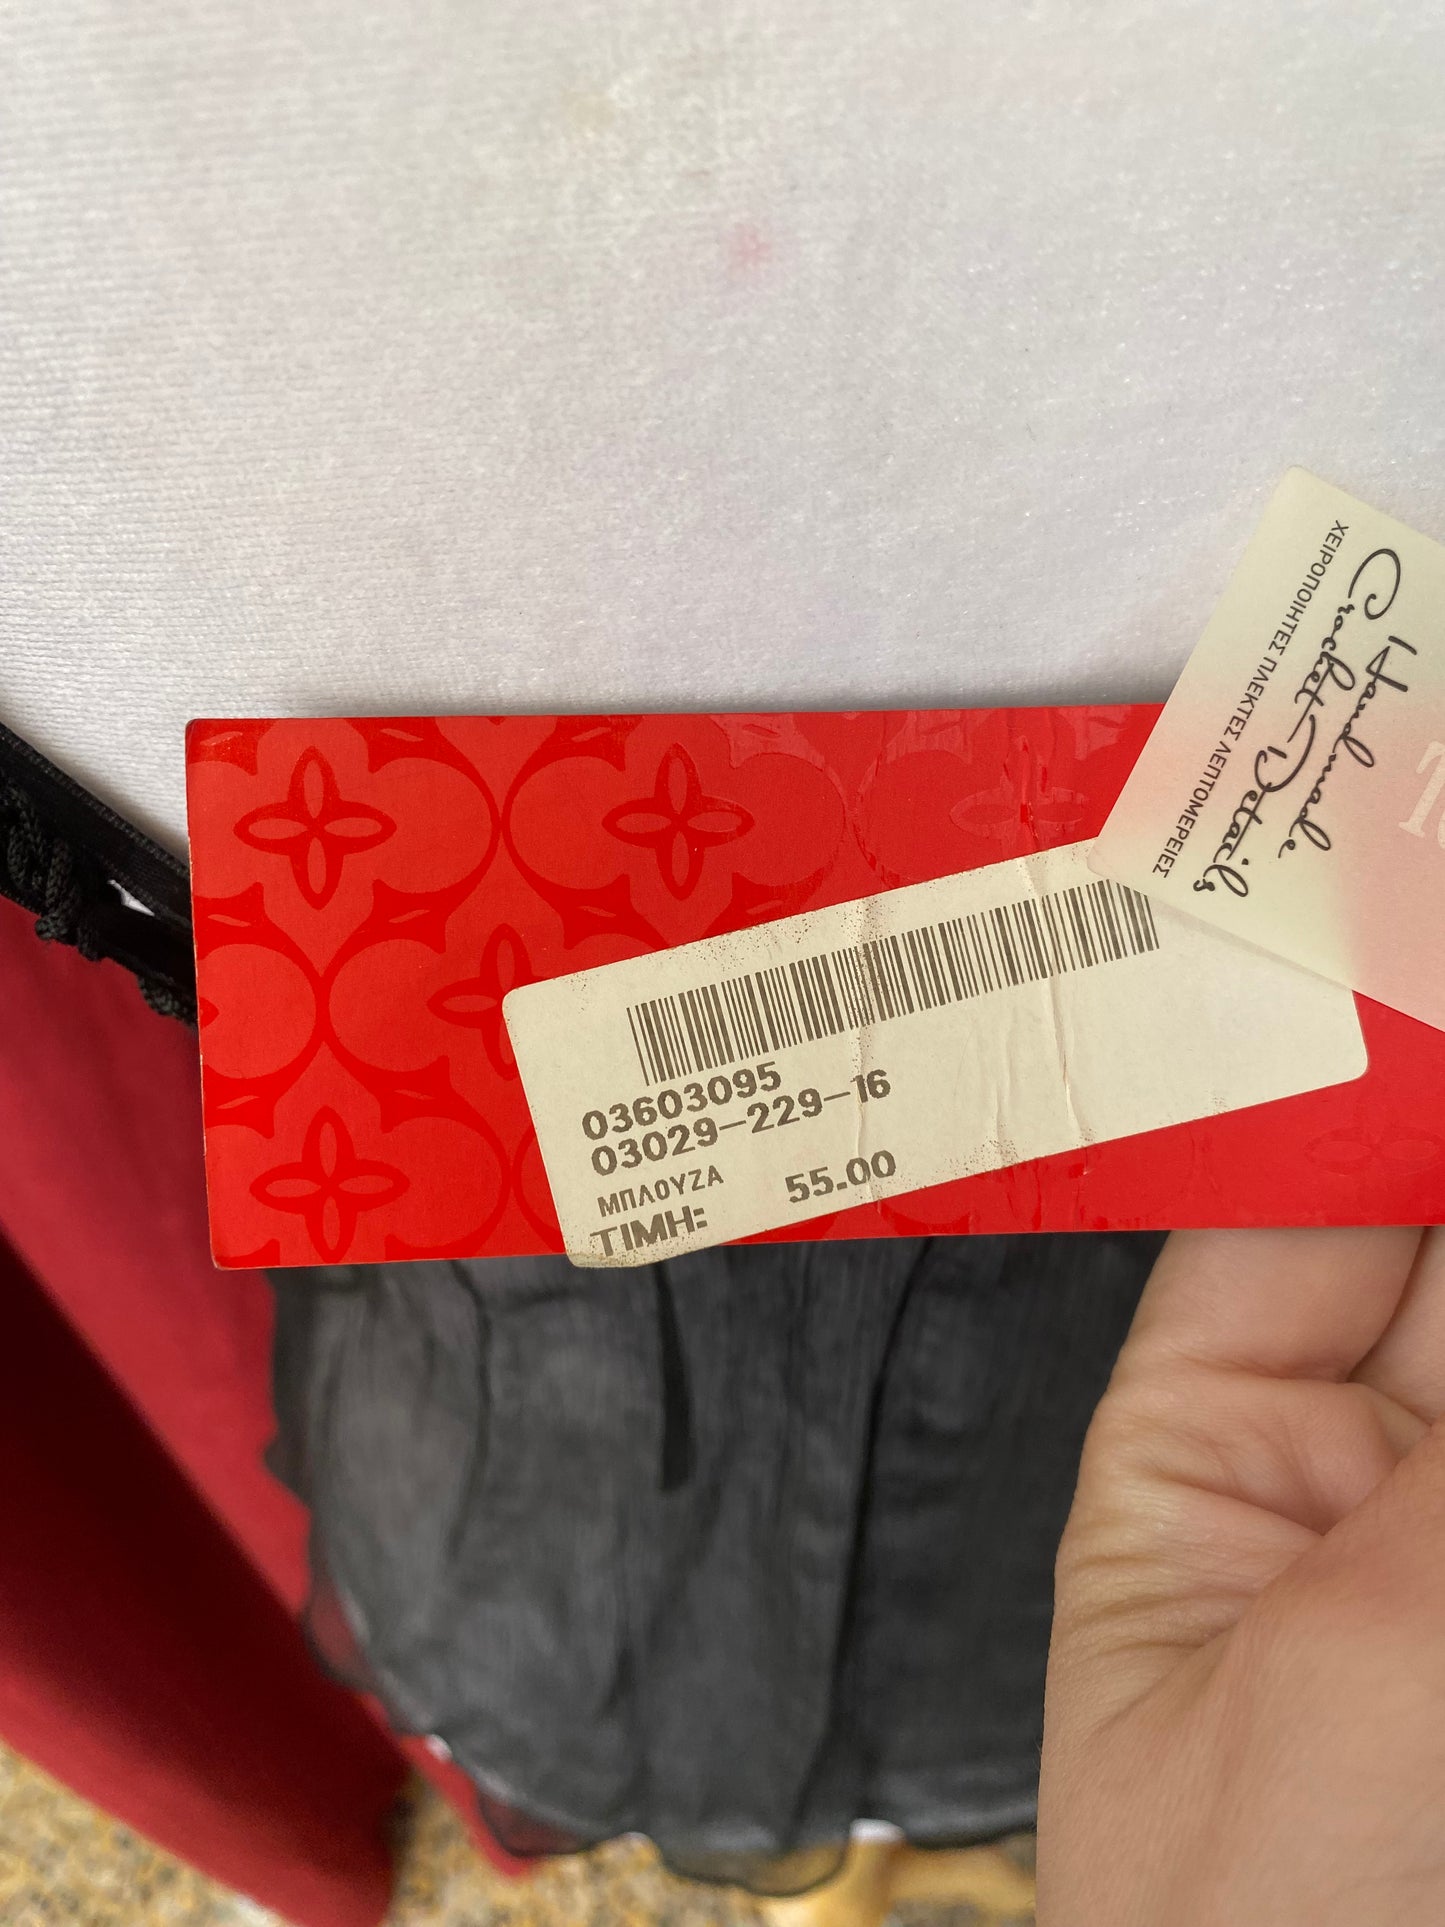 03603095
03029-229-16
ΜΠΛΟΥΖΑ
ΤΙΜΗ: 55.00
Handmade
Crochet Details
ΧΕΙΡΟΠΟΙΗΤΕΣ ΠΛΕΚΤΕΣ ΛΕΠΤΟΜΕΡΕΙΕΣ